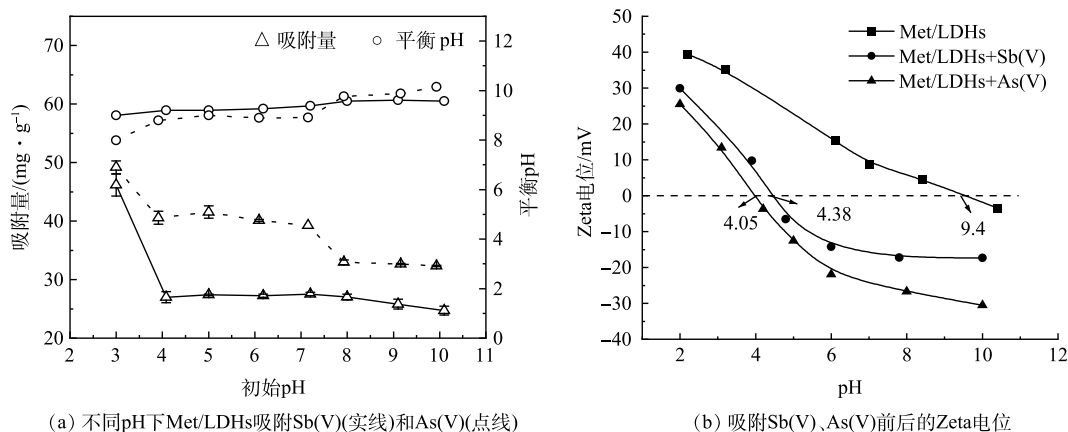 吸附量 平衡pH
60
50
40
30
20
吸附量/(mg·g⁻¹)
12
10
8
6
4
2
0
平衡pH
2 3 4 5 6 7 8 9 10 11
初始pH
(a) 不同pH下Met/LDHs吸附Sb(V)(实线)和As(V)(点线)
Met/LDHs
Met/LDHs+Sb(V)
Met/LDHs+As(V)
50
40
30
20
10
0
−10
−20
−30
−40
Zeta电位/mV
4.05
4.38
9.4
2 4 6 8 10
pH
(b) 吸附Sb(V)、As(V)前后的Zeta电位